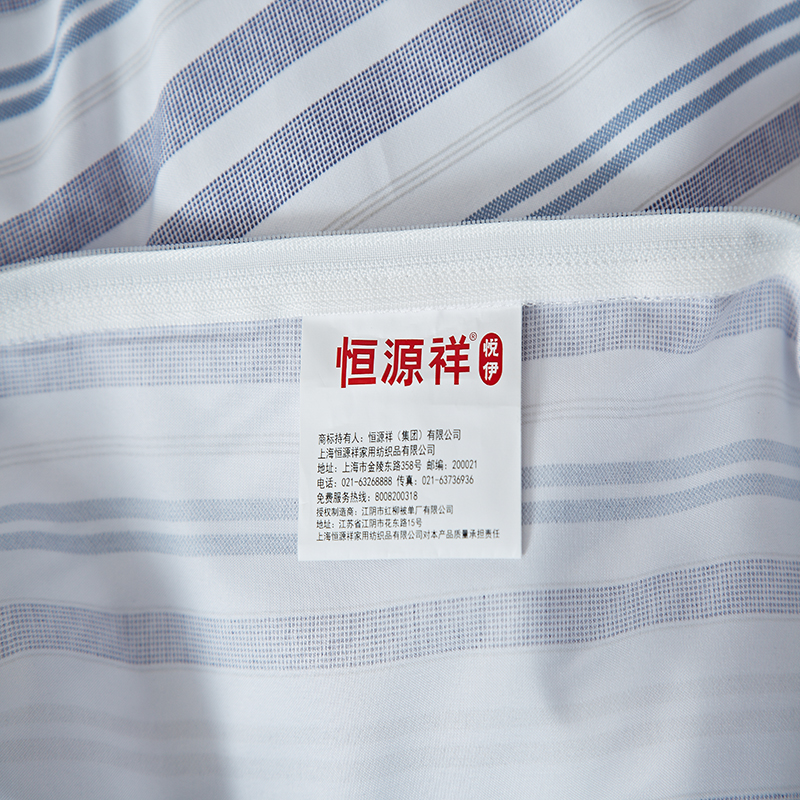 恒源祥® 悦伊
商标持有人：恒源祥（集团）有限公司
上海恒源祥家用纺织品有限公司
地址：上海市金陵东路358号 邮编：200021
电话：021-63268888 传真：021-63736936
免费服务热线：8008200318
授权制造商：江阴市红柳被单厂有限公司
地址：江苏省江阴市花东路15号
上海恒源祥家用纺织品有限公司对本产品质量承担责任